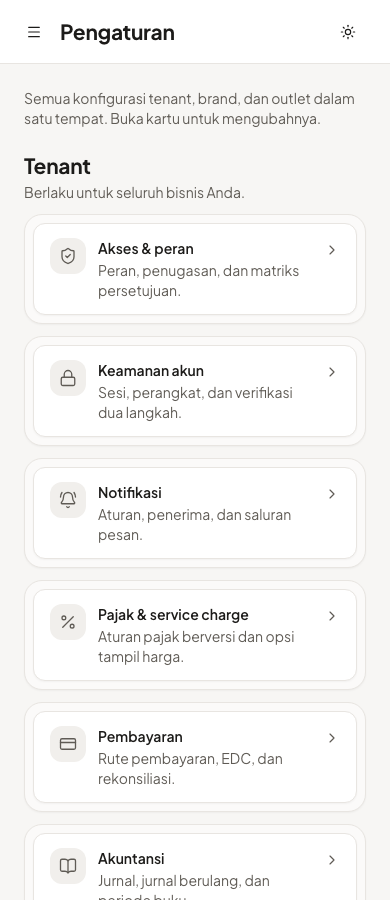 Pengaturan
Semua konfigurasi tenant, brand, dan outlet dalam
satu tempat. Buka kartu untuk mengubahnya.
Tenant
Berlaku untuk seluruh bisnis Anda.
Akses & peran
Peran, penugasan, dan matriks
persetujuan.
Keamanan akun
Sesi, perangkat, dan verifikasi
dua langkah.
Notifikasi
Aturan, penerima, dan saluran
pesan.
Pajak & service charge
Aturan pajak berversi dan opsi
tampil harga.
Pembayaran
Rute pembayaran, EDC, dan
rekonsiliasi.
Akuntansi
Jurnal, jurnal berulang, dan
periode buku.